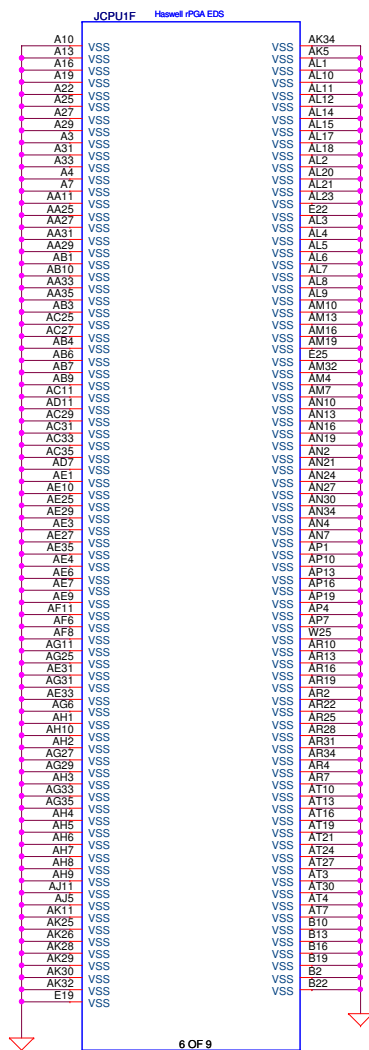 JCPU1F Haswell rPGA EDS
A10 VSS VSS AK34
A13 VSS VSS AK5
A16 VSS VSS AL1
A19 VSS VSS AL10
A22 VSS VSS AL11
A25 VSS VSS AL12
A27 VSS VSS AL14
A29 VSS VSS AL15
A3 VSS VSS AL17
A31 VSS VSS AL18
A33 VSS VSS AL2
A4 VSS VSS AL20
A7 VSS VSS AL21
AA11 VSS VSS AL23
AA25 VSS VSS E22
AA27 VSS VSS AL3
AA31 VSS VSS AL4
AA29 VSS VSS AL5
AB1 VSS VSS AL6
AB10 VSS VSS AL7
AA33 VSS VSS AL8
AA35 VSS VSS AL9
AB3 VSS VSS AM10
AC25 VSS VSS AM13
AC27 VSS VSS AM16
AB4 VSS VSS AM19
AB6 VSS VSS E25
AB7 VSS VSS AM32
AB9 VSS VSS AM4
AC11 VSS VSS AM7
AD11 VSS VSS AN10
AC29 VSS VSS AN13
AC31 VSS VSS AN16
AC33 VSS VSS AN19
AC35 VSS VSS AN2
AD7 VSS VSS AN21
AE1 VSS VSS AN24
AE10 VSS VSS AN27
AE25 VSS VSS AN30
AE29 VSS VSS AN34
AE3 VSS VSS AN4
AE27 VSS VSS AN7
AE35 VSS VSS AP1
AE4 VSS VSS AP10
AE6 VSS VSS AP13
AE7 VSS VSS AP16
AE9 VSS VSS AP19
AF11 VSS VSS AP4
AF6 VSS VSS AP7
AF8 VSS VSS W25
AG11 VSS VSS AR10
AG25 VSS VSS AR13
AE31 VSS VSS AR16
AG31 VSS VSS AR19
AE33 VSS VSS AR2
AG6 VSS VSS AR22
AH1 VSS VSS AR25
AH10 VSS VSS AR28
AH2 VSS VSS AR31
AG27 VSS VSS AR34
AG29 VSS VSS AR4
AH3 VSS VSS AR7
AG33 VSS VSS AT10
AG35 VSS VSS AT13
AH4 VSS VSS AT16
AH5 VSS VSS AT19
AH6 VSS VSS AT21
AH7 VSS VSS AT24
AH8 VSS VSS AT27
AH9 VSS VSS AT3
AJ11 VSS VSS AT30
AJ5 VSS VSS AT4
AK11 VSS VSS AT7
AK25 VSS VSS B10
AK26 VSS VSS B13
AK28 VSS VSS B16
AK29 VSS VSS B19
AK30 VSS VSS B2
AK32 VSS VSS B22
E19 VSS
6 OF 9